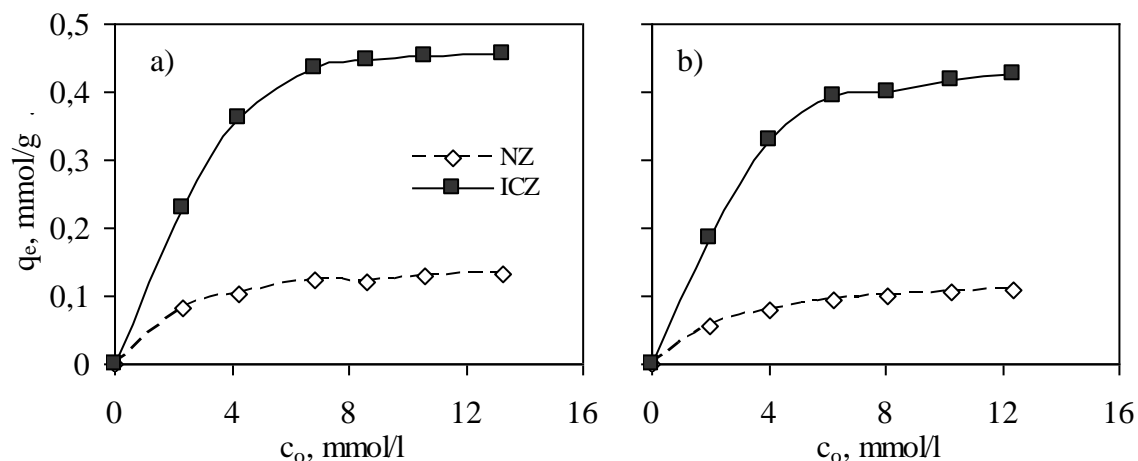 q_e, mmol/g
0,5
0,4
0,3
0,2
0,1
0
a)
NZ
ICZ
0 4 8 12 16
c_o, mmol/l
b)
0 4 8 12 16
c_o, mmol/l